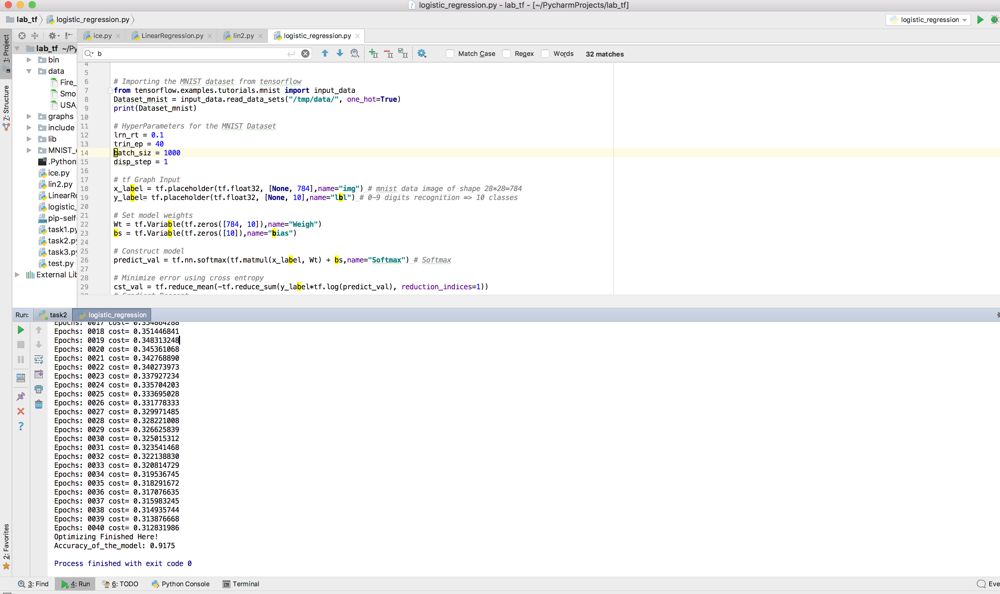 logistic_regression.py - lab_tf - [~/PycharmProjects/lab_tf]
lab_tf logistic_regression.py
logistic_regression
1: Project
Z: Structure
2: Favorites
ice.py LinearRegression.py lin2.py logistic_regression.py
lab_tf ~/Py
bin
data
Fire_
Smo
USA_
graphs
include
lib
MNIST_
.Python
ice.py
lin2.py
LinearRe
logistic_
pip-self
JSON
task1.py
task2.py
task3.py
test.py
External Lib
b
ALL
Match Case Regex Words 32 matches
4
5
6 # Importing the MNIST dataset from tensorflow
7 from tensorflow.examples.tutorials.mnist import input_data
8 Dataset_mnist = input_data.read_data_sets("/tmp/data/", one_hot=True)
9 print(Dataset_mnist)
10
11 # HyperParameters for the MNIST Dataset
12 lrn_rt = 0.1
13 trin_ep = 40
14 batch_siz = 1000
15 disp_step = 1
16
17 # tf Graph Input
18 x_label = tf.placeholder(tf.float32, [None, 784],name="img") # mnist data image of shape 28*28=784
19 y_label= tf.placeholder(tf.float32, [None, 10],name="lbl") # 0-9 digits recognition => 10 classes
20
21 # Set model weights
22 Wt = tf.Variable(tf.zeros([784, 10]),name="Weigh")
23 bs = tf.Variable(tf.zeros([10]),name="bias")
24
25 # Construct model
26 predict_val = tf.nn.softmax(tf.matmul(x_label, Wt) + bs,name="Softmax") # Softmax
27
28 # Minimize error using cross entropy
29 cst_val = tf.reduce_mean(-tf.reduce_sum(y_label*tf.log(predict_val), reduction_indices=1))
30 # Gradient Descent
Run: task2 logistic_regression
Epochs: 0017 cost= 0.354864288
Epochs: 0018 cost= 0.351446841
Epochs: 0019 cost= 0.348313248
Epochs: 0020 cost= 0.345361068
Epochs: 0021 cost= 0.342768890
Epochs: 0022 cost= 0.340273973
Epochs: 0023 cost= 0.337927234
Epochs: 0024 cost= 0.335704203
Epochs: 0025 cost= 0.333695028
Epochs: 0026 cost= 0.331778333
Epochs: 0027 cost= 0.329971485
Epochs: 0028 cost= 0.328221008
Epochs: 0029 cost= 0.326625839
Epochs: 0030 cost= 0.325015312
Epochs: 0031 cost= 0.323541468
Epochs: 0032 cost= 0.322138830
Epochs: 0033 cost= 0.320814729
Epochs: 0034 cost= 0.319536745
Epochs: 0035 cost= 0.318291672
Epochs: 0036 cost= 0.317076635
Epochs: 0037 cost= 0.315983245
Epochs: 0038 cost= 0.314935744
Epochs: 0039 cost= 0.313876668
Epochs: 0040 cost= 0.312831986
Optimizing Finished Here!
Accuracy_of_the_model: 0.9175
Process finished with exit code 0
3: Find 4: Run 6: TODO Python Console Terminal
Eve